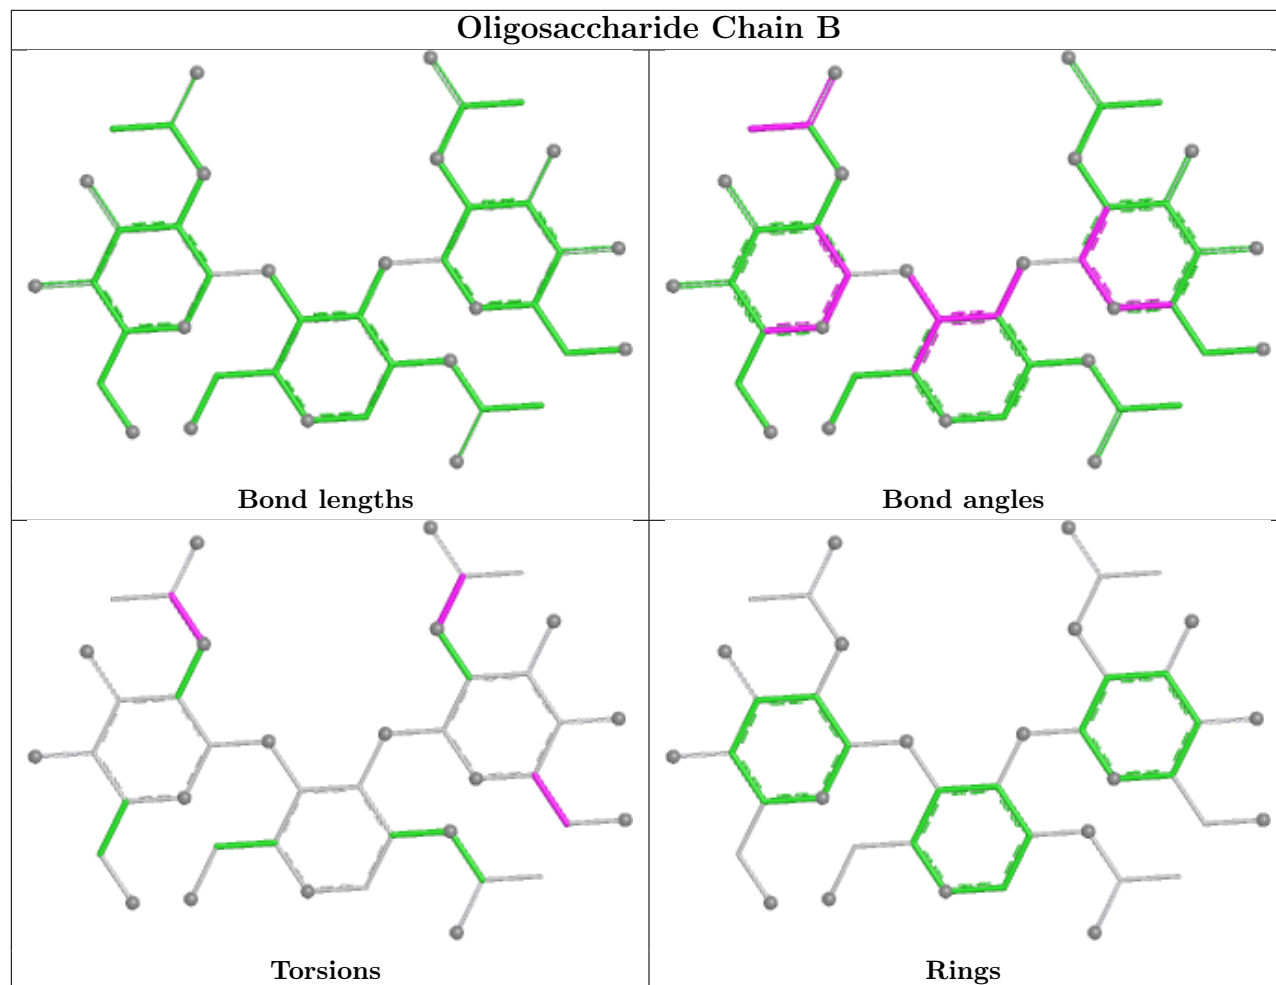 Oligosaccharide Chain B
Bond lengths
Bond angles
Torsions
Rings